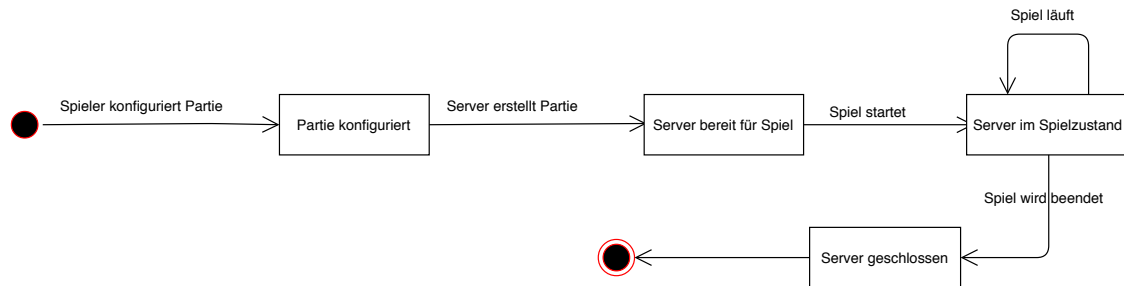 Spiel läuft
Spieler konfiguriert Partie
Server erstellt Partie
Spiel startet
Partie konfiguriert
Server bereit für Spiel
Server im Spielzustand
Spiel wird beendet
Server geschlossen